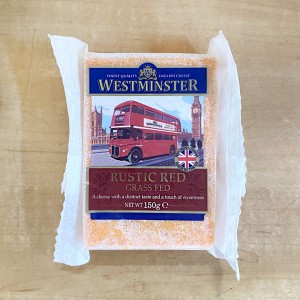 FINEST QUALITY ENGLISH CHEESE
WESTMINSTER
RUSTIC RED
GRASS FED
A cheese with a distinct taste and a touch of sweetness
NET WT 150g ℮